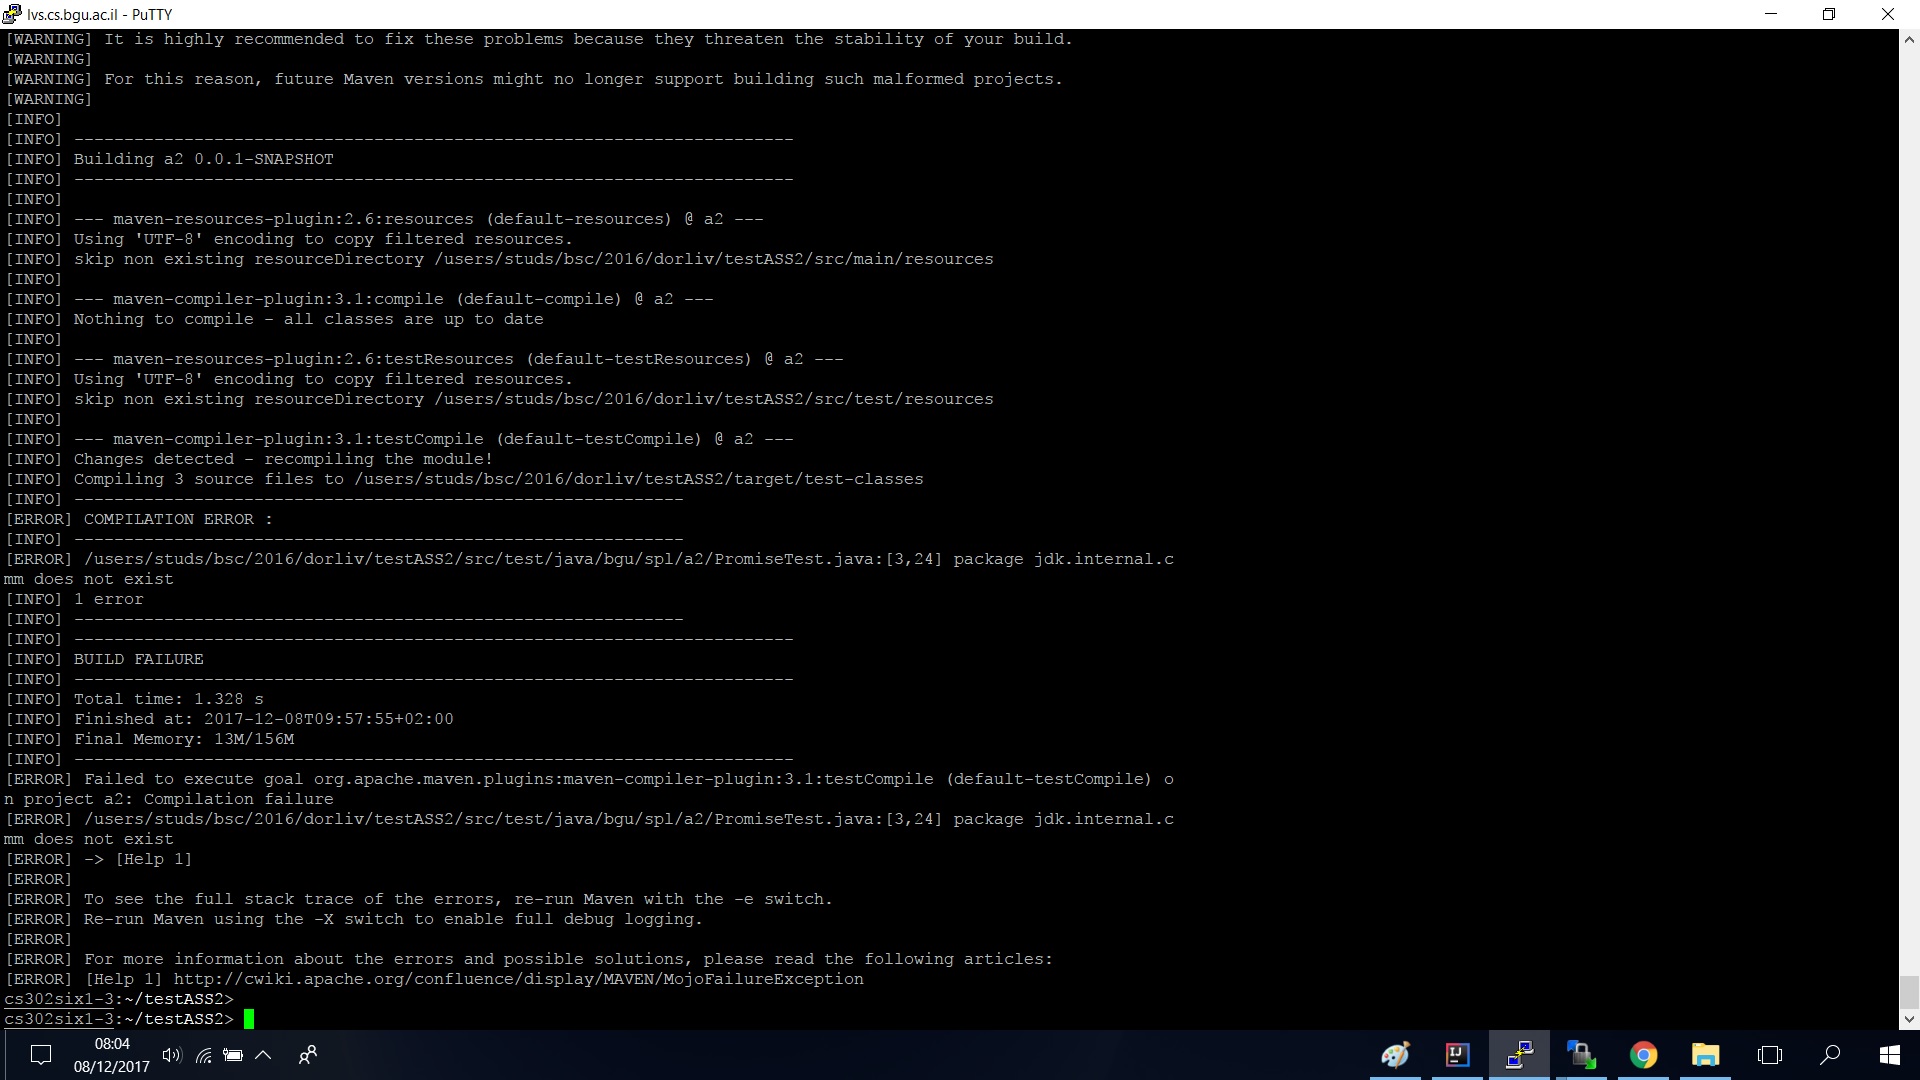 lvs.cs.bgu.ac.il - PuTTY
[WARNING] It is highly recommended to fix these problems because they threaten the stability of your build.
[WARNING]
[WARNING] For this reason, future Maven versions might no longer support building such malformed projects.
[WARNING]
[INFO]
[INFO] ------------------------------------------------------------------------
[INFO] Building a2 0.0.1-SNAPSHOT
[INFO] ------------------------------------------------------------------------
[INFO]
[INFO] --- maven-resources-plugin:2.6:resources (default-resources) @ a2 ---
[INFO] Using 'UTF-8' encoding to copy filtered resources.
[INFO] skip non existing resourceDirectory /users/studs/bsc/2016/dorliv/testASS2/src/main/resources
[INFO]
[INFO] --- maven-compiler-plugin:3.1:compile (default-compile) @ a2 ---
[INFO] Nothing to compile - all classes are up to date
[INFO]
[INFO] --- maven-resources-plugin:2.6:testResources (default-testResources) @ a2 ---
[INFO] Using 'UTF-8' encoding to copy filtered resources.
[INFO] skip non existing resourceDirectory /users/studs/bsc/2016/dorliv/testASS2/src/test/resources
[INFO]
[INFO] --- maven-compiler-plugin:3.1:testCompile (default-testCompile) @ a2 ---
[INFO] Changes detected - recompiling the module!
[INFO] Compiling 3 source files to /users/studs/bsc/2016/dorliv/testASS2/target/test-classes
[INFO] -------------------------------------------------------------
[ERROR] COMPILATION ERROR :
[INFO] -------------------------------------------------------------
[ERROR] /users/studs/bsc/2016/dorliv/testASS2/src/test/java/bgu/spl/a2/PromiseTest.java:[3,24] package jdk.internal.c
mm does not exist
[INFO] 1 error
[INFO] -------------------------------------------------------------
[INFO] ------------------------------------------------------------------------
[INFO] BUILD FAILURE
[INFO] ------------------------------------------------------------------------
[INFO] Total time: 1.328 s
[INFO] Finished at: 2017-12-08T09:57:55+02:00
[INFO] Final Memory: 13M/156M
[INFO] ------------------------------------------------------------------------
[ERROR] Failed to execute goal org.apache.maven.plugins:maven-compiler-plugin:3.1:testCompile (default-testCompile) o
n project a2: Compilation failure
[ERROR] /users/studs/bsc/2016/dorliv/testASS2/src/test/java/bgu/spl/a2/PromiseTest.java:[3,24] package jdk.internal.c
mm does not exist
[ERROR] -> [Help 1]
[ERROR]
[ERROR] To see the full stack trace of the errors, re-run Maven with the -e switch.
[ERROR] Re-run Maven using the -X switch to enable full debug logging.
[ERROR]
[ERROR] For more information about the errors and possible solutions, please read the following articles:
[ERROR] [Help 1] http://cwiki.apache.org/confluence/display/MAVEN/MojoFailureException
cs302six1-3:~/testASS2>
cs302six1-3:~/testASS2>
08:04
08/12/2017
IJ